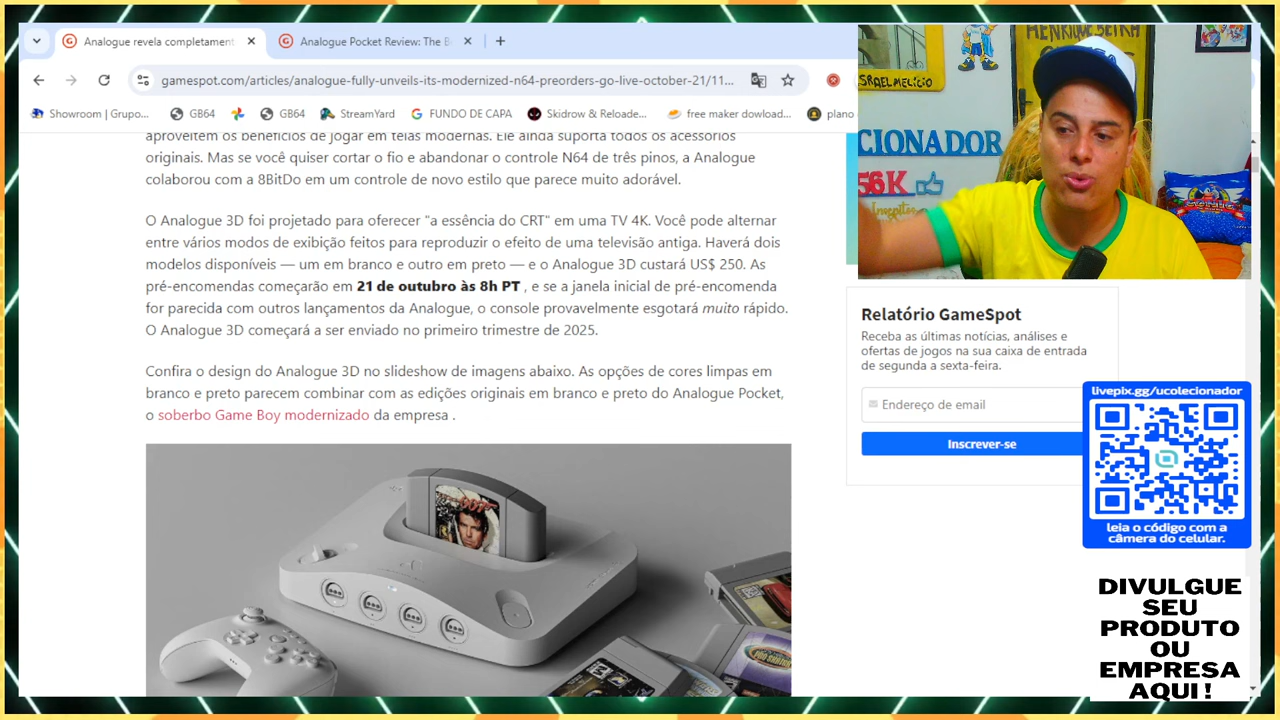 Analogue revela completament
Analogue Pocket Review: The B
gamespot.com/articles/analogue-fully-unveils-its-modernized-n64-preorders-go-live-october-21/11...
Showroom | Grupo...
GB64
GB64
StreamYard
FUNDO DE CAPA
Skidrow & Reloade...
free maker dowload...
plano
aproveitem os benefícios de jogar em telas modernas. Ele ainda suporta todos os acessórios
originais. Mas se você quiser cortar o fio e abandonar o controle N64 de três pinos, a Analogue
colaborou com a 8BitDo em um controle de novo estilo que parece muito adorável.
O Analogue 3D foi projetado para oferecer "a essência do CRT" em uma TV 4K. Você pode alternar
entre vários modos de exibição feitos para reproduzir o efeito de uma televisão antiga. Haverá dois
modelos disponíveis — um em branco e outro em preto — e o Analogue 3D custará US$ 250. As
pré-encomendas começarão em 21 de outubro às 8h PT , e se a janela inicial de pré-encomenda
for parecida com outros lançamentos da Analogue, o console provavelmente esgotará muito rápido.
O Analogue 3D começará a ser enviado no primeiro trimestre de 2025.
Confira o design do Analogue 3D no slideshow de imagens abaixo. As opções de cores limpas em
branco e preto parecem combinar com as edições originais em branco e preto do Analogue Pocket,
o soberbo Game Boy modernizado da empresa .
007
HENRIQUE
ISRAEL MELÍCIO
CIONADOR
56K
Relatório GameSpot
Receba as últimas notícias, análises e
ofertas de jogos na sua caixa de entrada
de segunda a sexta-feira.
Endereço de email
Inscrever-se
livepix.gg/ucolecionador
leia o código com a
câmera do celular.
DIVULGUE
SEU
PRODUTO
OU
EMPRESA
AQUI !